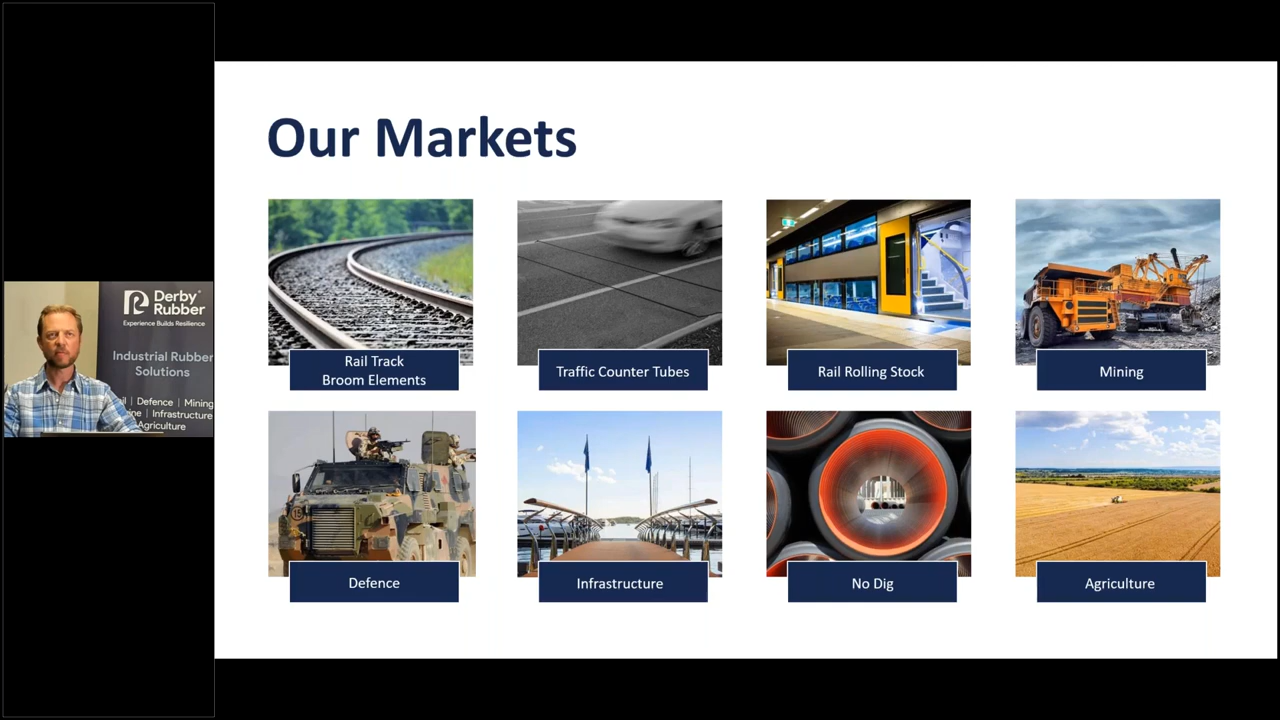 Our Markets
Rail Track
Broom Elements
Traffic Counter Tubes
Rail Rolling Stock
Mining
Defence
Infrastructure
No Dig
Agriculture
Derby®
Rubber
Experience Builds Resilience
Industrial Rubber
Solutions
| Defence | Mining
| Infrastructure
Agriculture